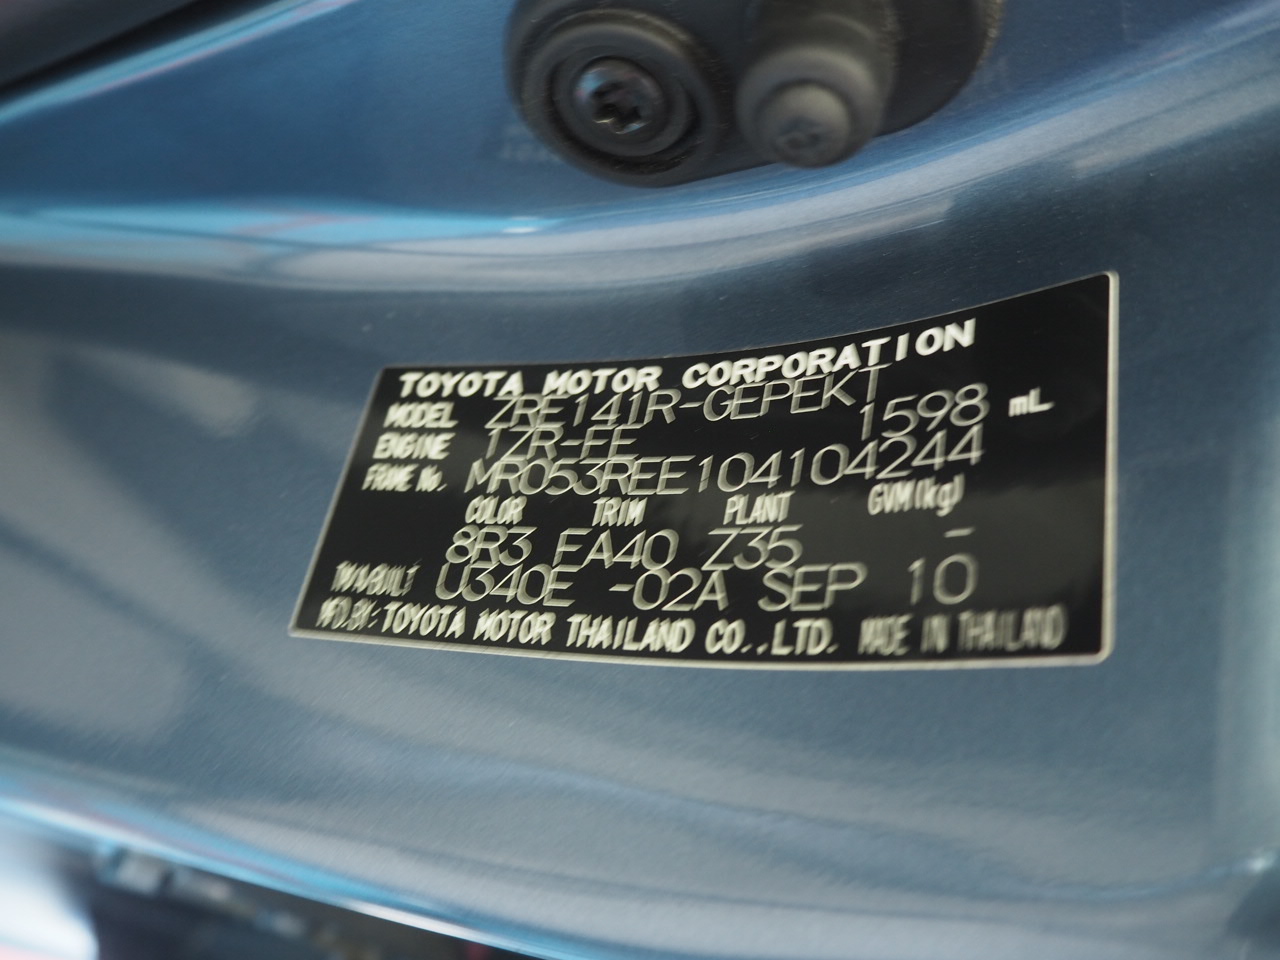 TOYOTA MOTOR CORPORATION
MODEL ZRE141R-GEPEKT
ENGINE 1ZR-FE 1598 mL
FRAME No. MR053REE104104244
COLOR TRIM PLANT GVM(kg)
8R3 FA40 Z35 -
TM/A/BUILT U340E -02A SEP 10
MFD.BY:TOYOTA MOTOR THAILAND CO.,LTD. MADE IN THAILAND